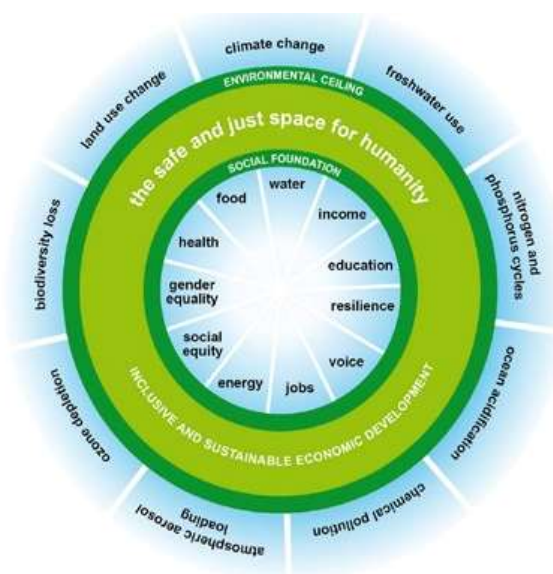 climate change
freshwater use
nitrogen and
phosphorus cycles
ocean acidification
chemical pollution
atmospheric aerosol
loading
ozone depletion
biodiversity loss
land use change
ENVIRONMENTAL CEILING
the safe and just space for humanity
SOCIAL FOUNDATION
water
income
education
resilience
voice
jobs
energy
social
equity
gender
equality
health
food
INCLUSIVE AND SUSTAINABLE ECONOMIC DEVELOPMENT